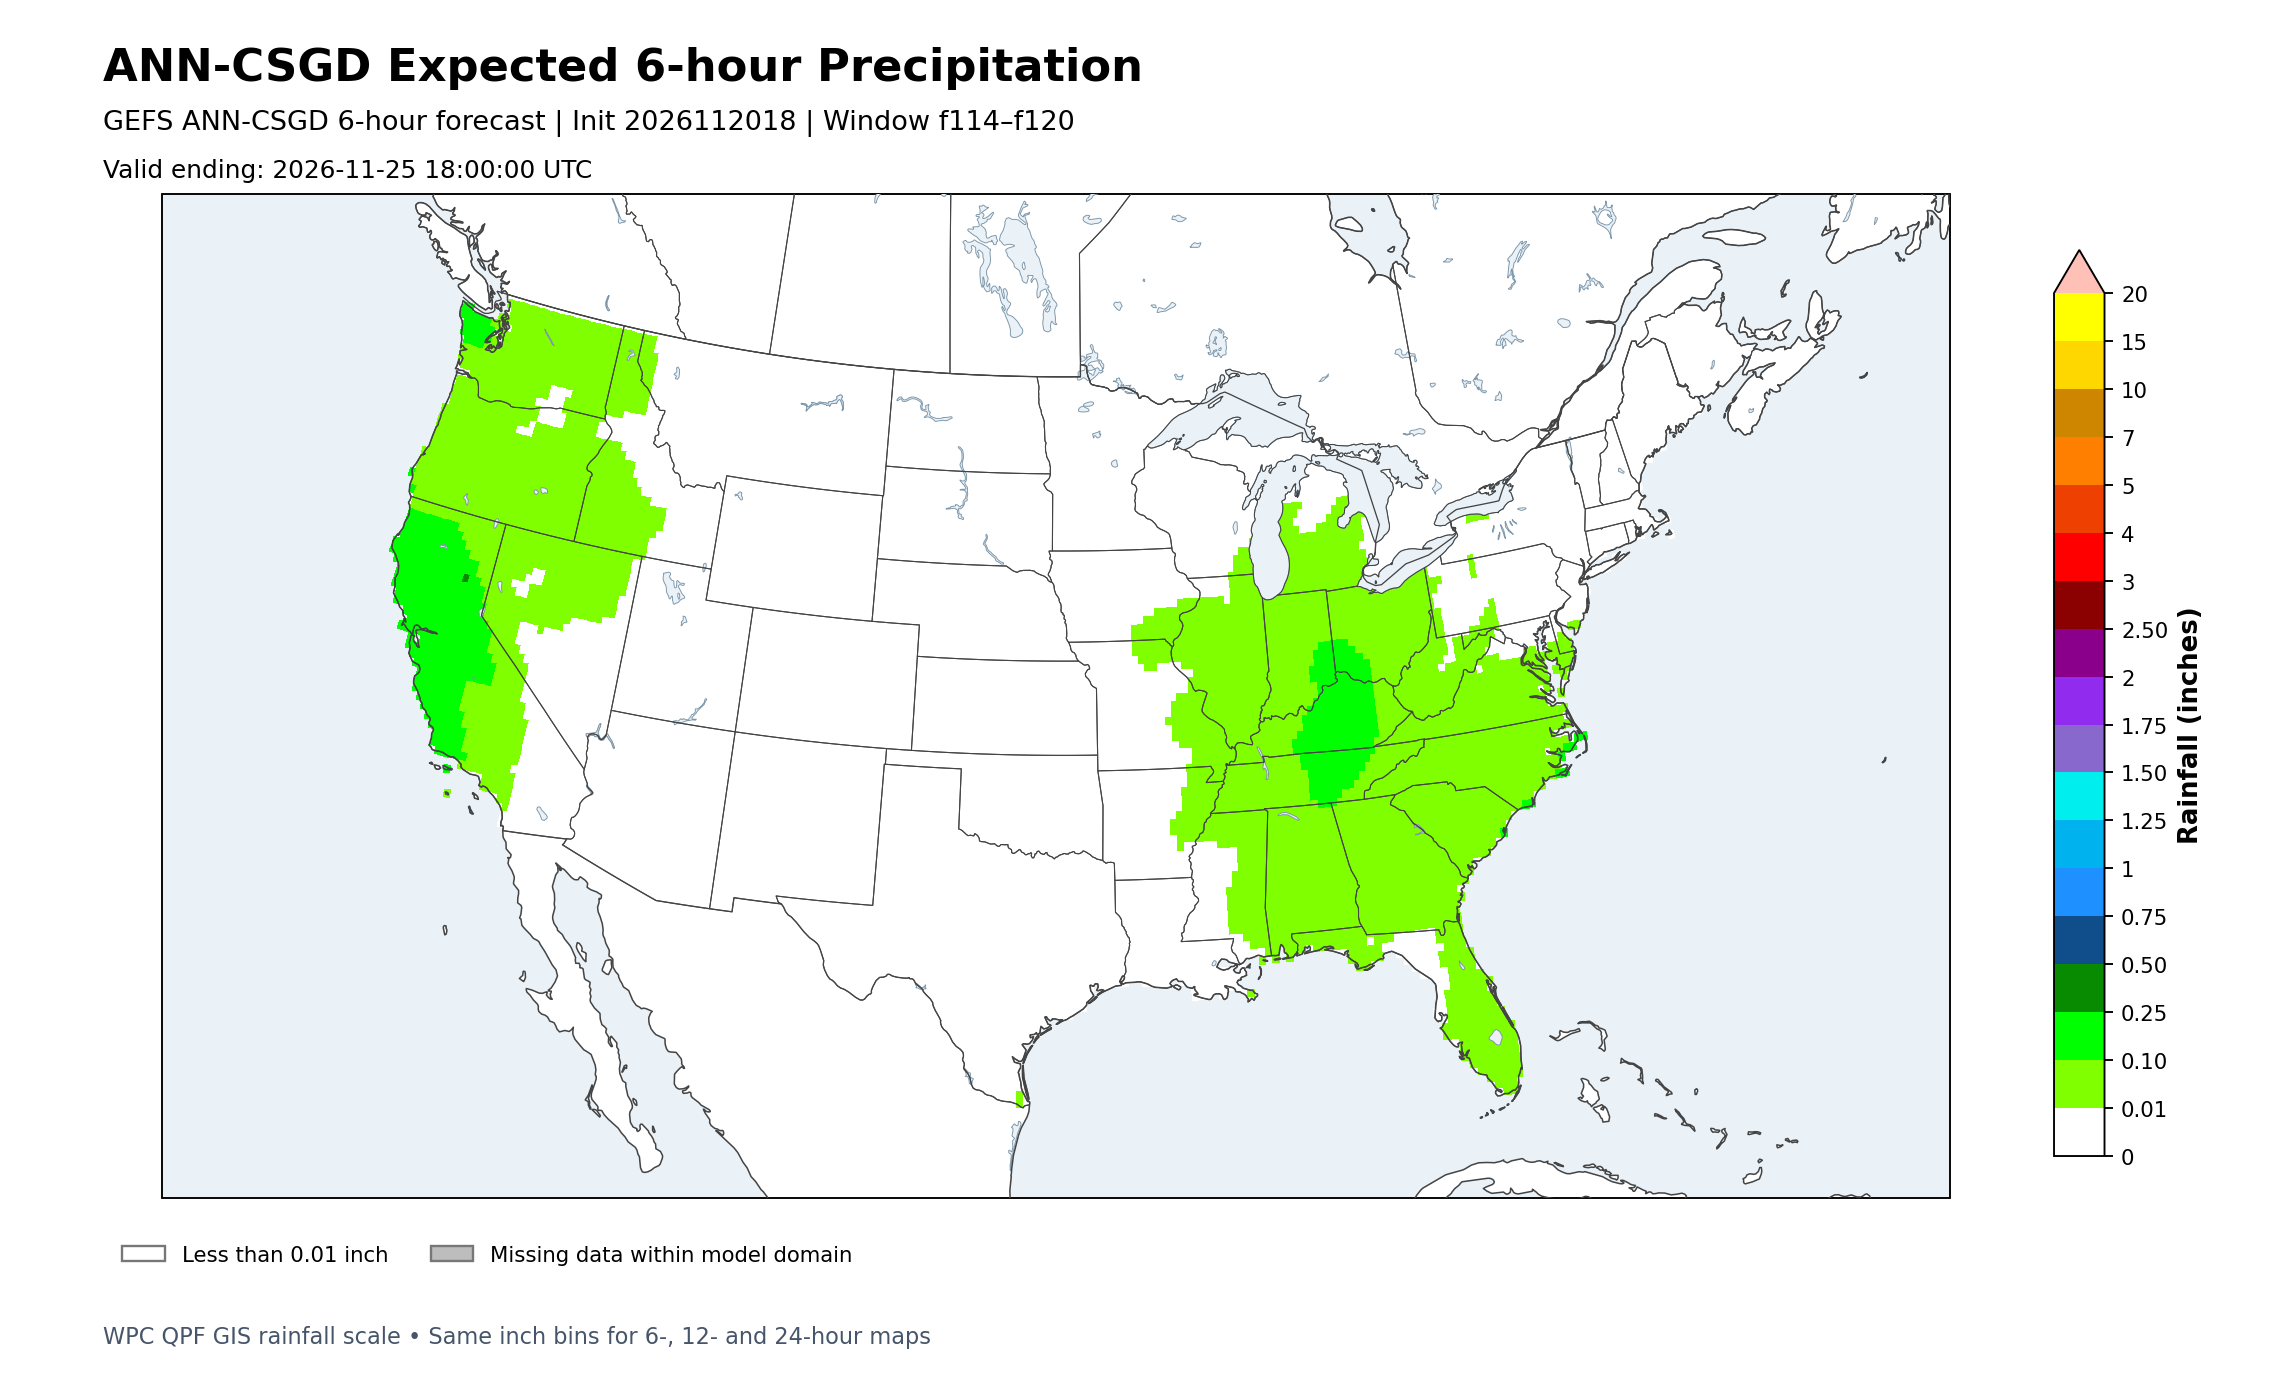 ANN-CSGD Expected 6-hour Precipitation
GEFS ANN-CSGD 6-hour forecast | Init 2026112018 | Window f114–f120
Valid ending: 2026-11-25 18:00:00 UTC
20
15
10
7
5
4
3
2.50
2
1.75
1.50
1.25
1
0.75
0.50
0.25
0.10
0.01
0
Rainfall (inches)
Less than 0.01 inch
Missing data within model domain
WPC QPF GIS rainfall scale • Same inch bins for 6-, 12- and 24-hour maps